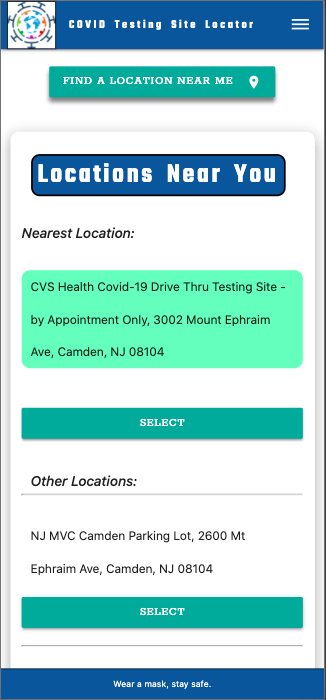 COVID Testing Site Locator
FIND A LOCATION NEAR ME
Locations Near You
Nearest Location:
CVS Health Covid-19 Drive Thru Testing Site -
by Appointment Only, 3002 Mount Ephraim
Ave, Camden, NJ 08104
SELECT
Other Locations:
NJ MVC Camden Parking Lot, 2600 Mt
Ephraim Ave, Camden, NJ 08104
SELECT
Wear a mask, stay safe.